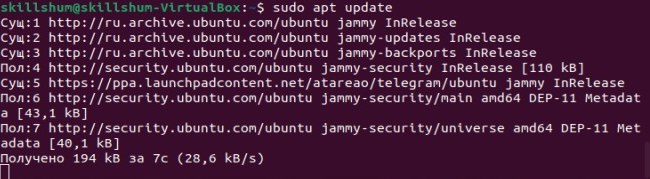 skillshum@skillshum-VirtualBox:~$ sudo apt update
Сущ:1 http://ru.archive.ubuntu.com/ubuntu jammy InRelease
Сущ:2 http://ru.archive.ubuntu.com/ubuntu jammy-updates InRelease
Сущ:3 http://ru.archive.ubuntu.com/ubuntu jammy-backports InRelease
Пол:4 http://security.ubuntu.com/ubuntu jammy-security InRelease [110 kB]
Сущ:5 https://ppa.launchpadcontent.net/atareao/telegram/ubuntu jammy InRelease
Пол:6 http://security.ubuntu.com/ubuntu jammy-security/main amd64 DEP-11 Metadat
a [43,1 kB]
Пол:7 http://security.ubuntu.com/ubuntu jammy-security/universe amd64 DEP-11 Met
adata [40,1 kB]
Получено 194 kB за 7с (28,6 kB/s)